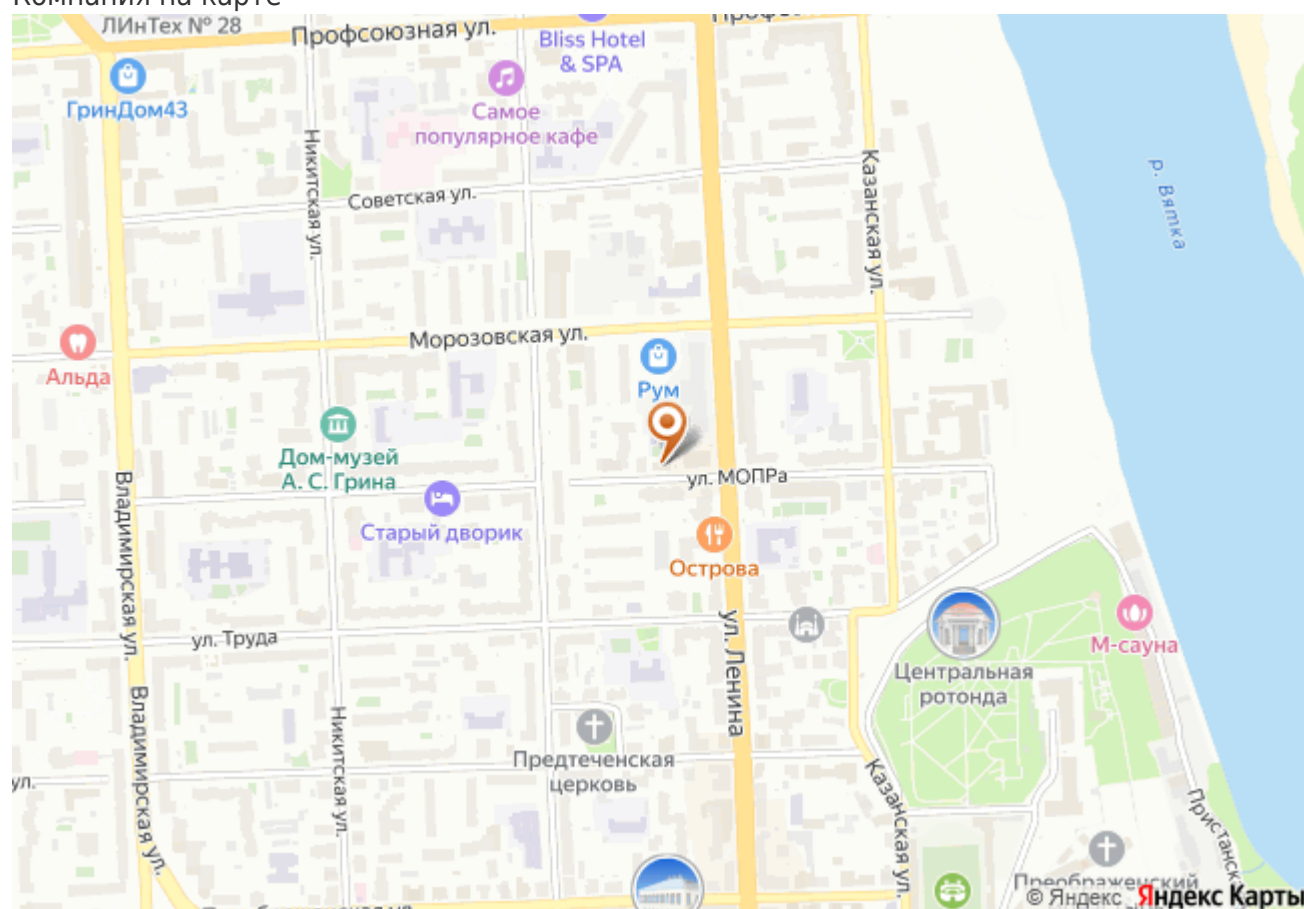 Компания на карте
ЛИнТех № 28
Профсоюзная ул.
Bliss Hotel
& SPA
ГринДом43
Самое
популярное кафе
Никитская ул.
Казанская ул.
р. Вятка
Советская ул.
Морозовская ул.
Альда
Рум
Дом-музей
А. С. Грина
ул. МОПРа
Старый дворик
Острова
Владимирская ул.
ул. Труда
ул. Ленина
М-сауна
Центральная
ротонда
Владимирская ул.
Никитская ул.
Предтеченская
церковь
Казанская ул.
ул.
Преображенский
© Яндекс Яндекс Карты